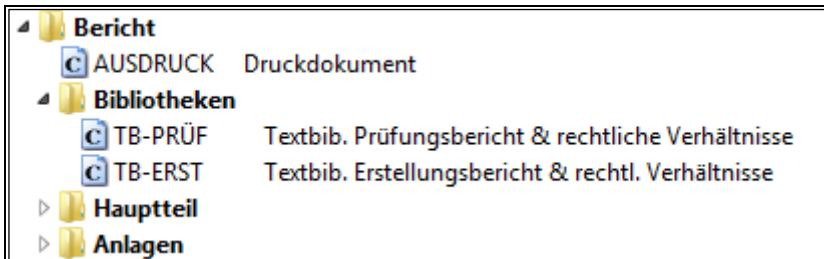 Bericht
AUSDRUCK Druckdokument
Bibliotheken
TB-PRÜF Textbib. Prüfungsbericht & rechtliche Verhältnisse
TB-ERST Textbib. Erstellungsbericht & rechtl. Verhältnisse
Hauptteil
Anlagen